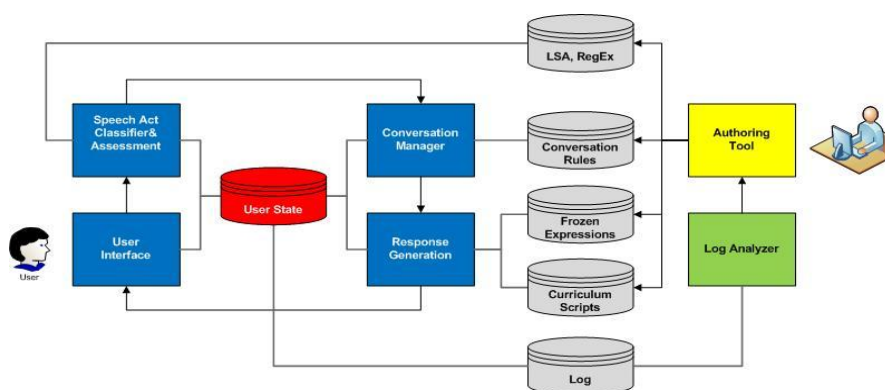 LSA, RegEx
Speech Act
Classifier&
Assessment
Conversation
Manager
Conversation
Rules
Authoring
Tool
User State
User
Interface
Response
Generation
Frozen
Expressions
Log Analyzer
User
Curriculum
Scripts
Log